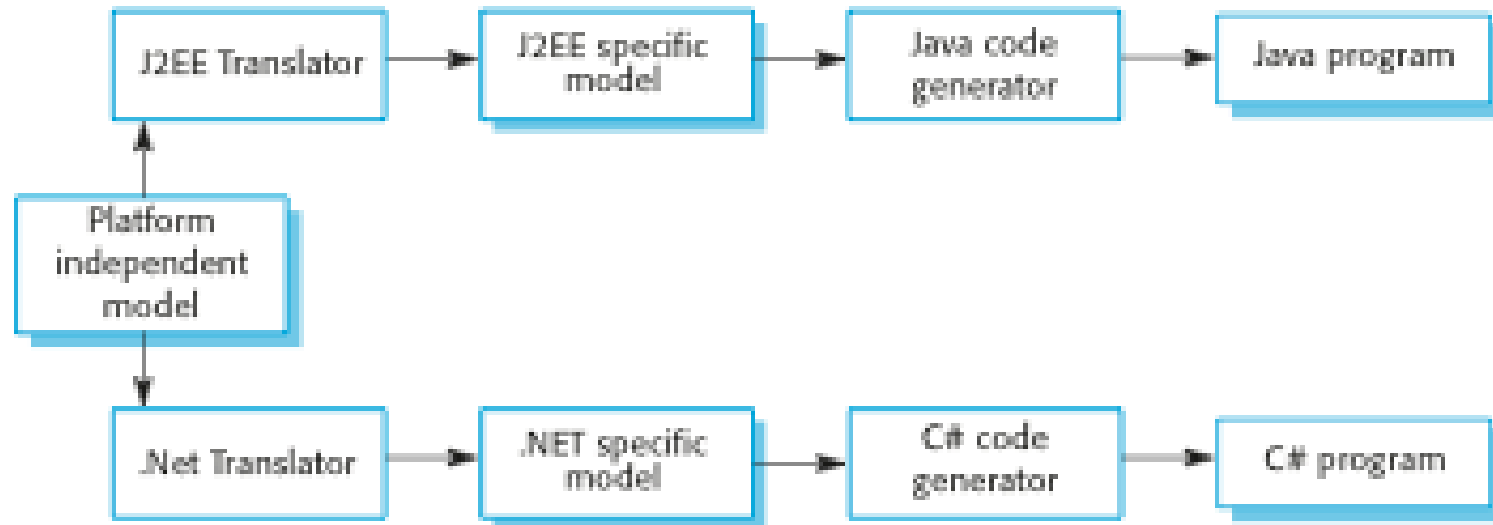 J2EE Translator
J2EE specific
model
Java code
generator
Java program
Platform
independent
model
.Net Translator
.NET specific
model
C# code
generator
C# program